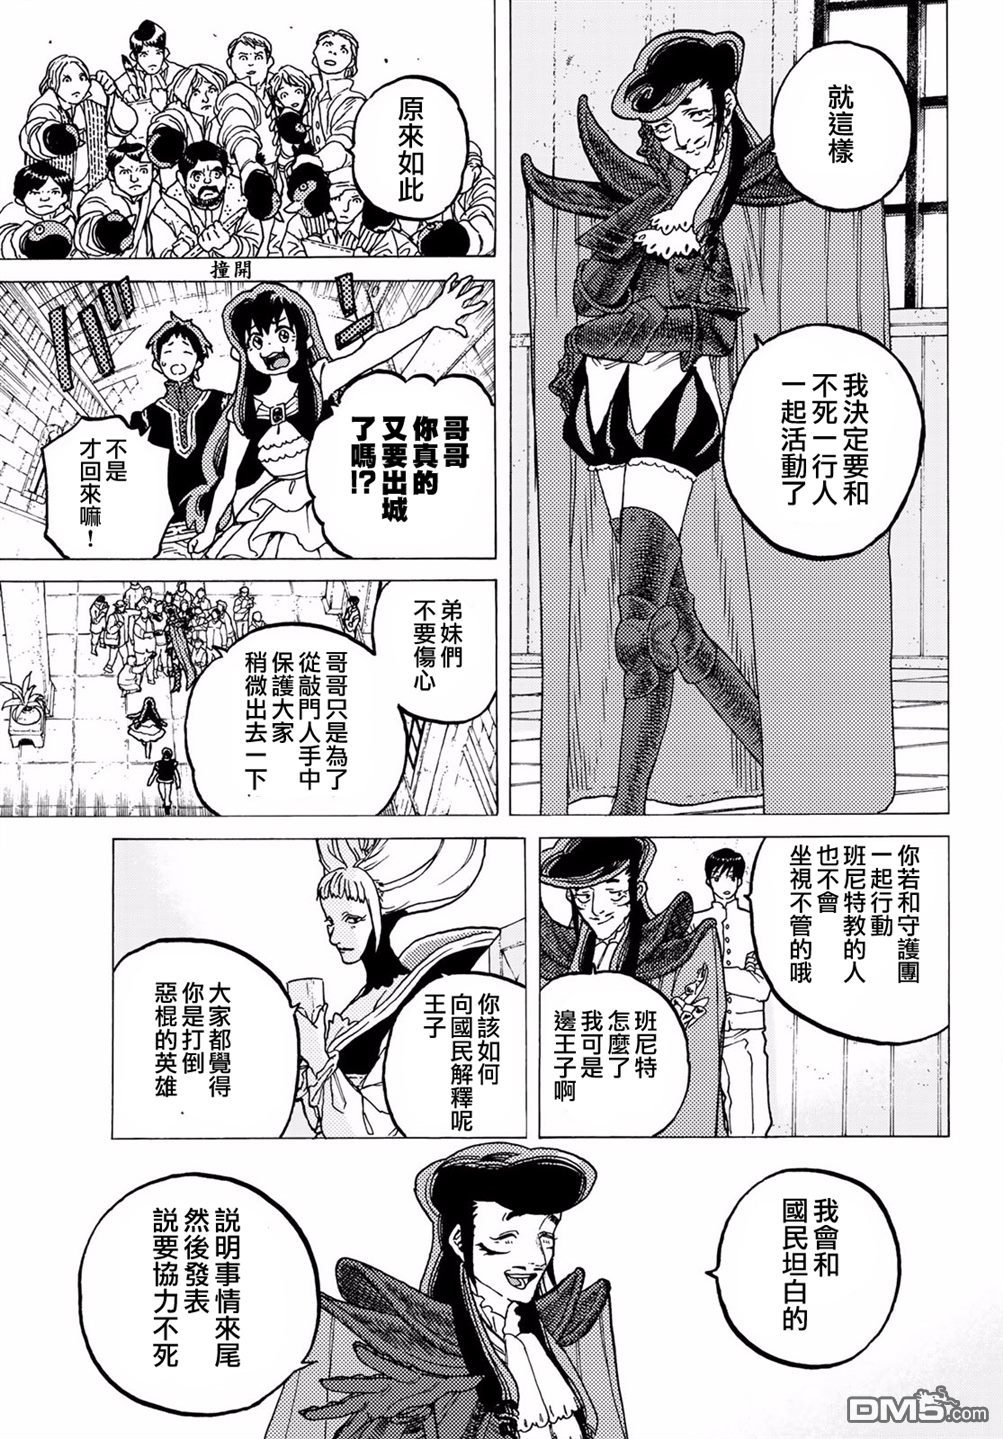 就這樣
我決定要和
不死一行人
一起活動了
原來如此
撞開
哥哥
你真的
又要出城
了嗎!?
不是
才回來嘛!
弟妹們
不要傷心
哥哥只是為了
從敲門人手中
保護大家
稍微出去一下
你若和守護團
一起行動
班尼特教的人
也不會
坐視不管的哦
班尼特
怎麼了
我可是
邊王子啊
你該如何
向國民解釋呢
王子
大家都覺得
你是打倒
惡棍的英雄
我會和
國民坦白的
説明事情來尾
然後發表
説要協力不死
DM5.com